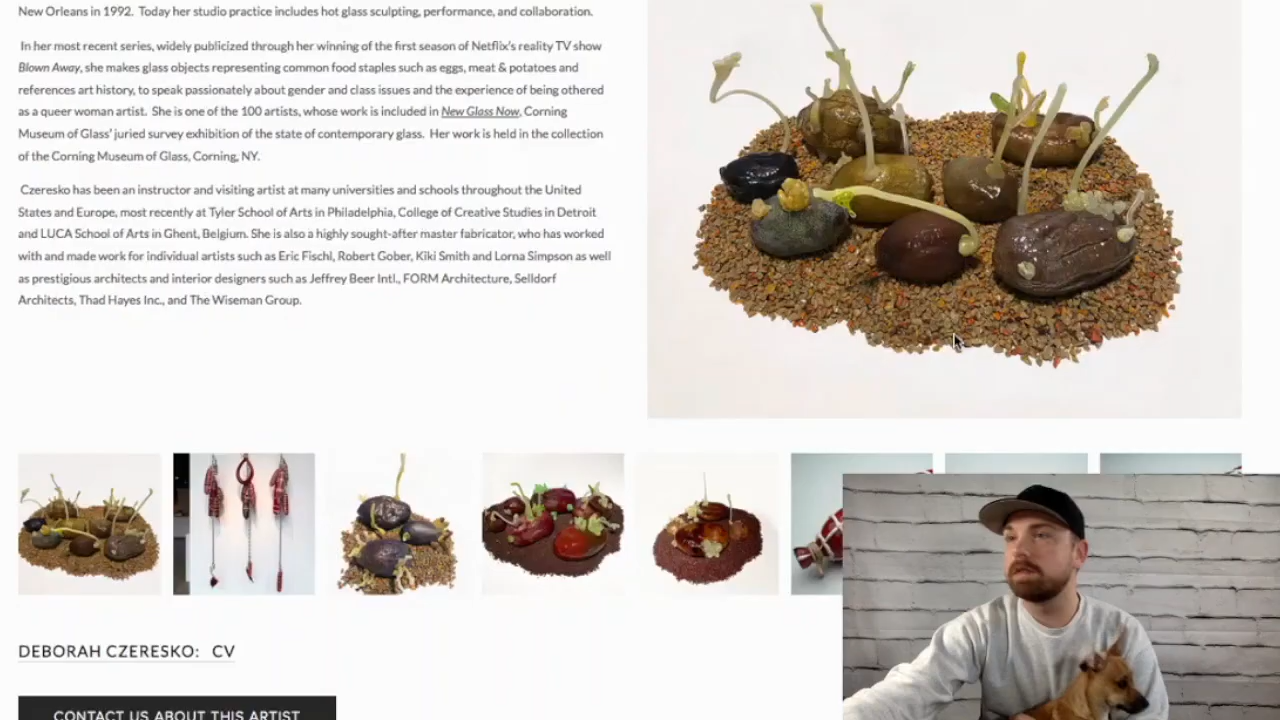 New Orleans in 1992. Today her studio practice includes hot glass sculpting, performance, and collaboration.
In her most recent series, widely publicized through her winning of the first season of Netflix's reality TV show
Blown Away, she makes glass objects representing common food staples such as eggs, meat & potatoes and
references art history, to speak passionately about gender and class issues and the experience of being othered
as a queer woman artist. She is one of the 100 artists, whose work is included in New Glass Now, Corning
Museum of Glass' juried survey exhibition of the state of contemporary glass. Her work is held in the collection
of the Corning Museum of Glass, Corning, NY.
Czeresko has been an instructor and visiting artist at many universities and schools throughout the United
States and Europe, most recently at Tyler School of Arts in Philadelphia, College of Creative Studies in Detroit
and LUCA School of Arts in Ghent, Belgium. She is also a highly sought-after master fabricator, who has worked
with and made work for individual artists such as Eric Fischl, Robert Gober, Kiki Smith and Lorna Simpson as well
as prestigious architects and interior designers such as Jeffrey Beer Intl., FORM Architecture, Selldorf
Architects, Thad Hayes Inc., and The Wiseman Group.
DEBORAH CZERESKO: CV
CONTACT US ABOUT THIS ARTIST